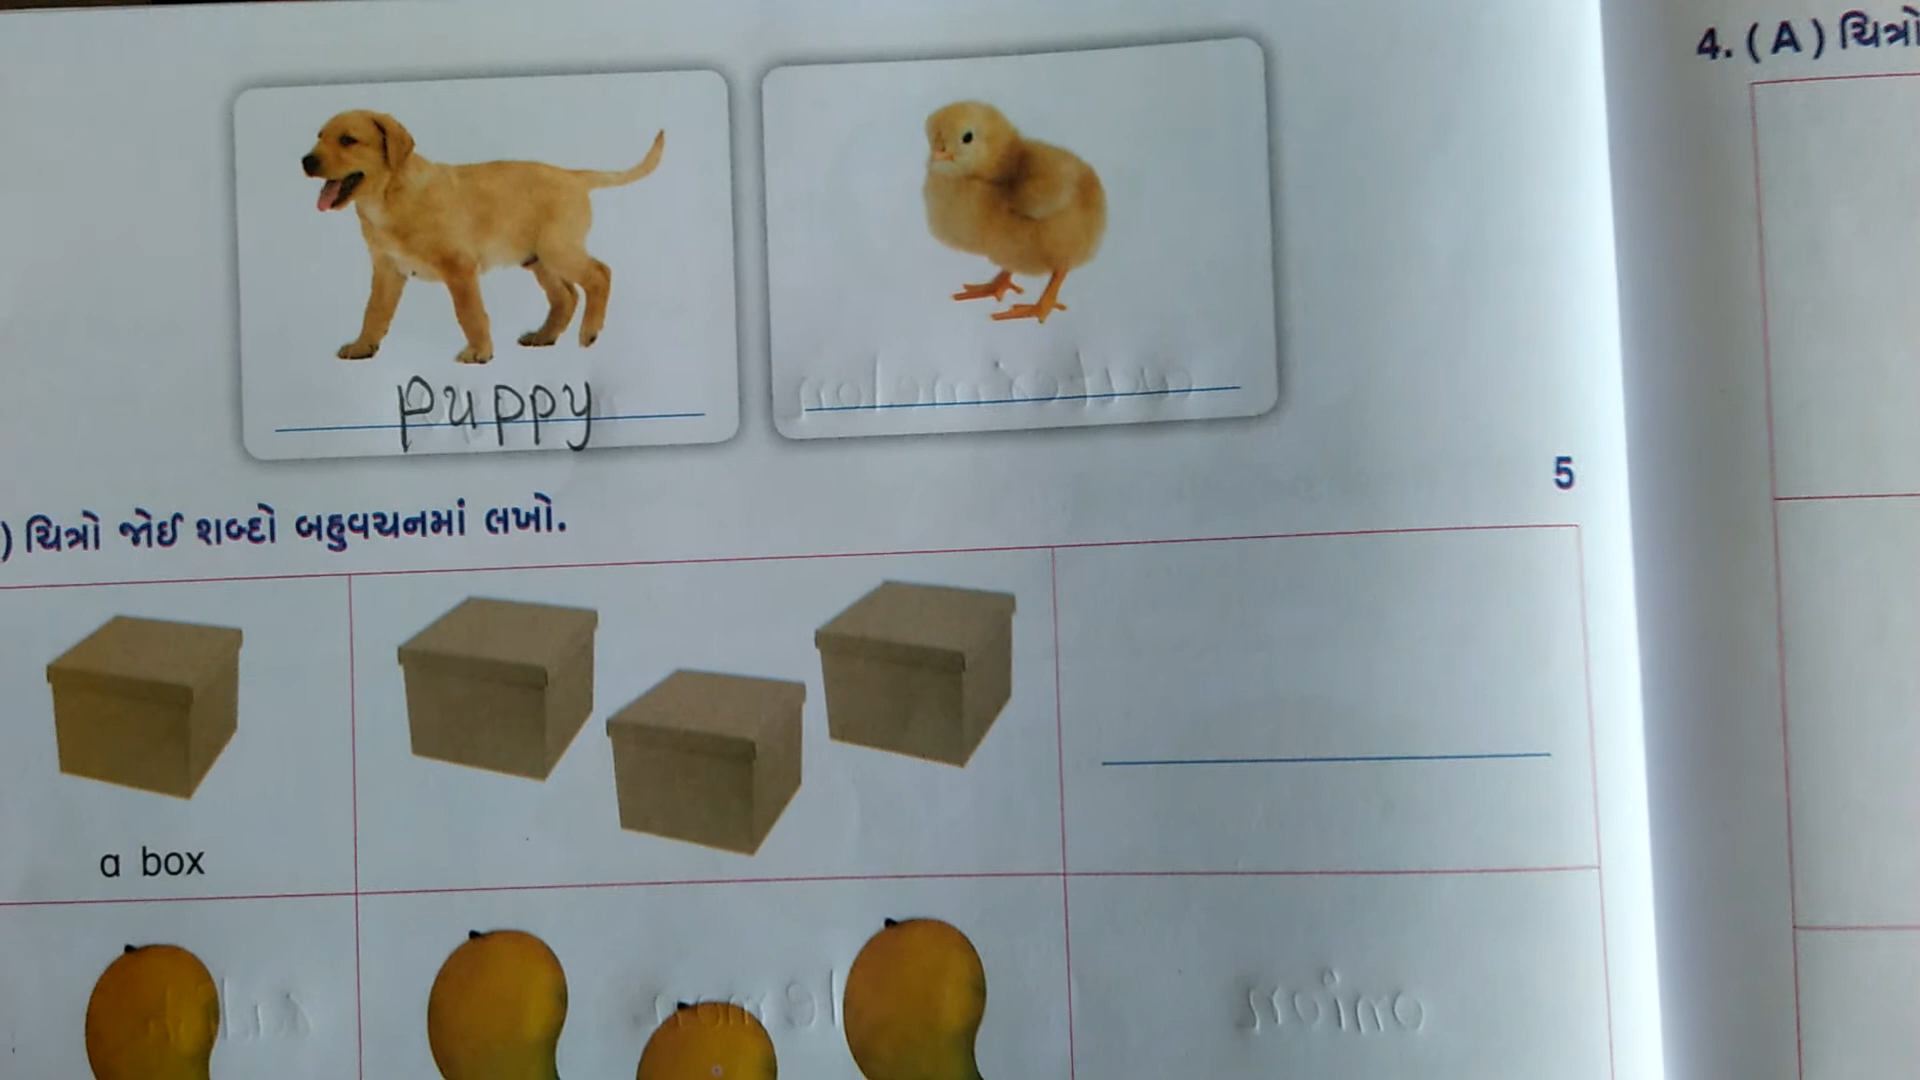 4. ( A ) ચિત્રો
puppy
5
) ચિત્રો જોઈ શબ્દો બહુવચનમાં લખો.
a box